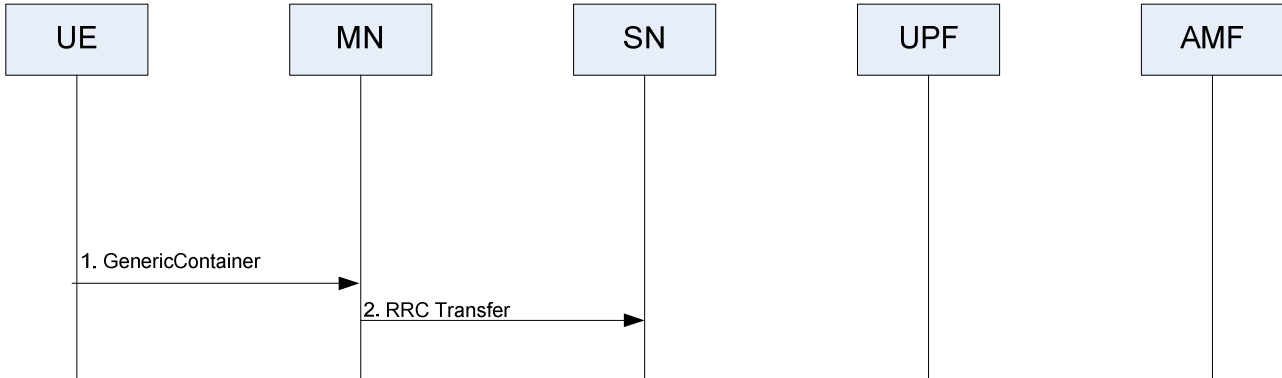 UE
MN
SN
UPF
AMF
1. GenericContainer
2. RRC Transfer